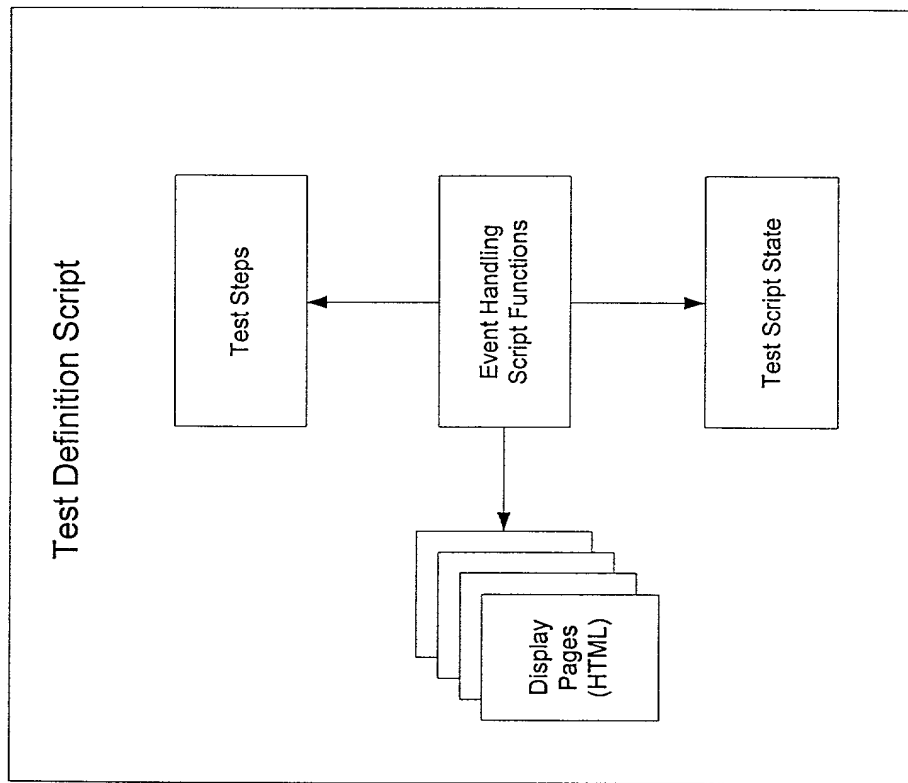 Test Definition Script
Test Steps
Event Handling
Script Functions
Test Script State
Display
Pages
(HTML)